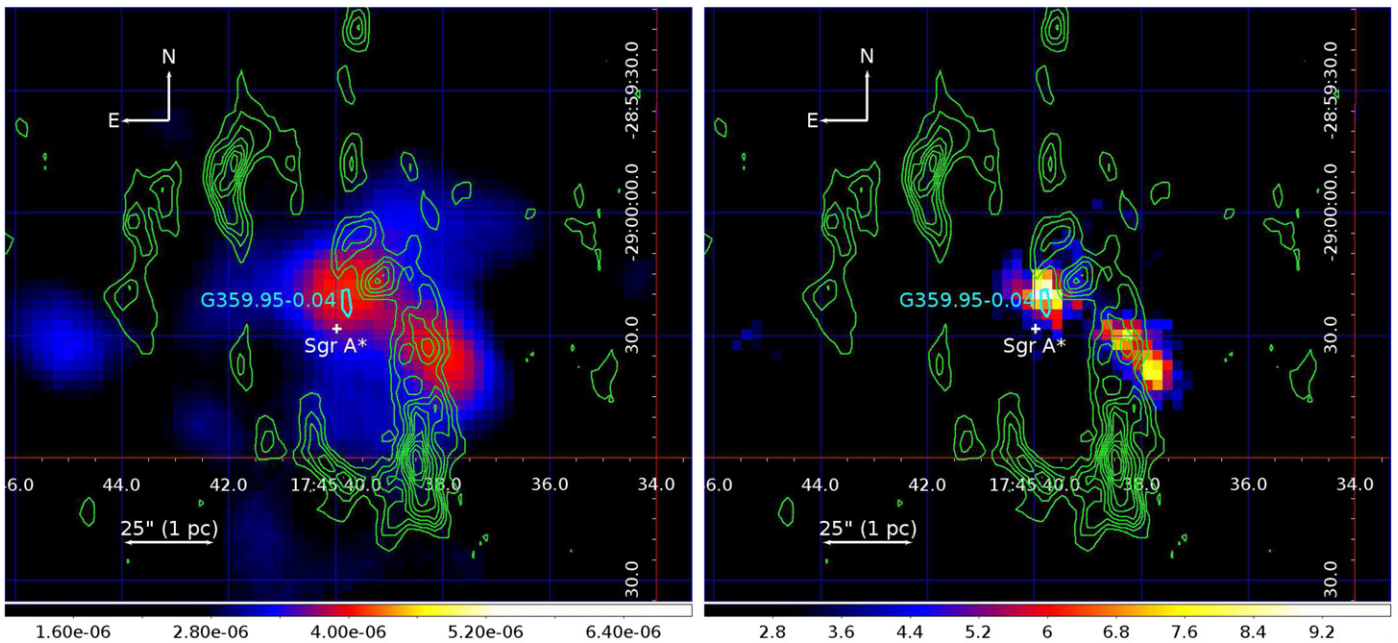 N
E
-28:59:30.0
-29:00:00.0
G359.95-0.04
30.0
Sgr A*
46.0 44.0 42.0 17:45:40.0 38.0 36.0 34.0
25" (1 pc)
30.0
1.60e-06 2.80e-06 4.00e-06 5.20e-06 6.40e-06
N
E
-28:59:30.0
-29:00:00.0
G359.95-0.04
30.0
Sgr A*
46.0 44.0 42.0 17:45:40.0 38.0 36.0 34.0
25" (1 pc)
30.0
2.8 3.6 4.4 5.2 6 6.8 7.6 8.4 9.2